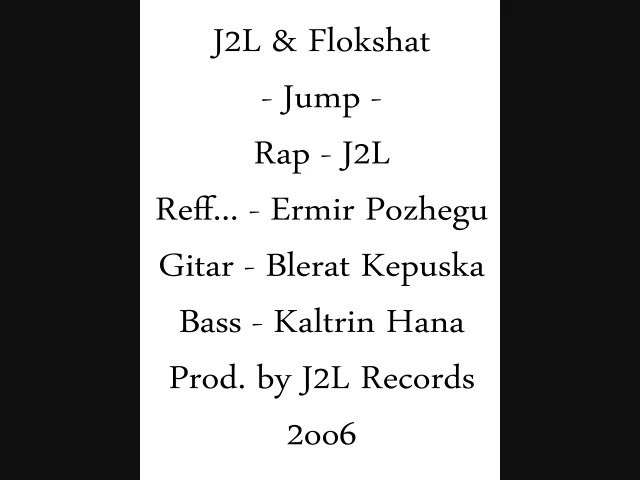 J2L & Flokshat
- Jump -
Rap - J2L
Reff... - Ermir Pozhegu
Gitar - Blerat Kepuska
Bass - Kaltrin Hana
Prod. by J2L Records
2006